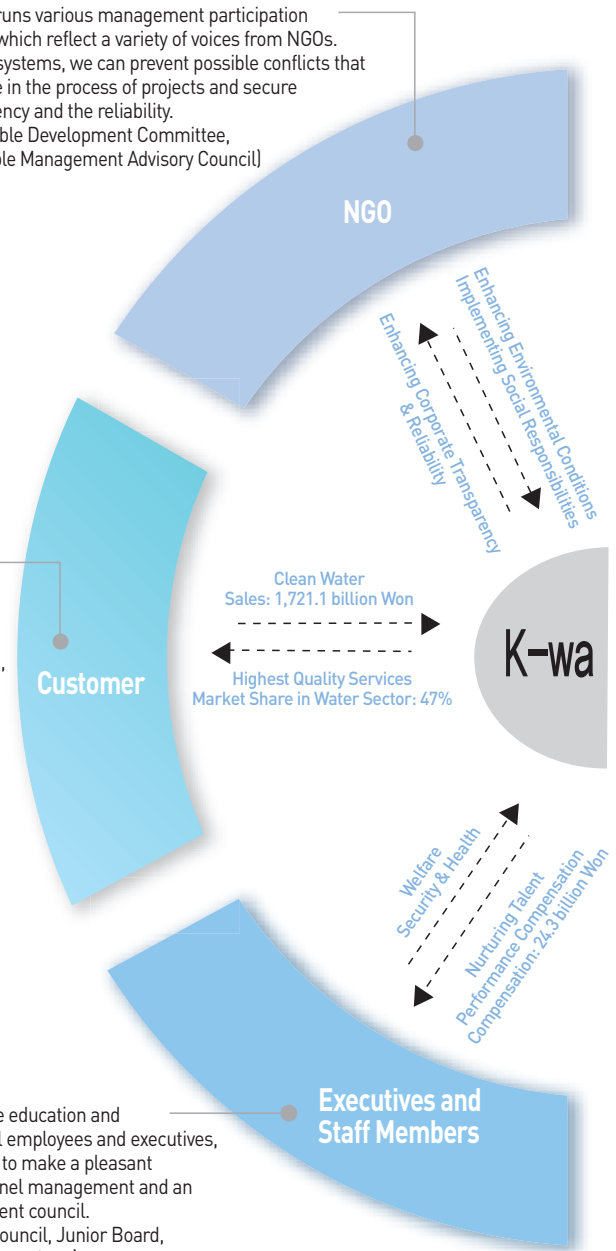 runs various management participation
which reflect a variety of voices from NGOs.
systems, we can prevent possible conflicts that
in the process of projects and secure
ency and the reliability.
ble Development Committee,
ble Management Advisory Council)
NGO
Enhancing Environmental Conditions
Implementing Social Responsibilities
Enhancing Corporate Transparency
& Reliability
Clean Water
Sales: 1,721.1 billion Won
K-wa
Customer
Highest Quality Services
Market Share in Water Sector: 47%
Welfare
Security & Health
Nurturing Talent
Performance Compensation
Compensation: 24.3 billion Won
Executives and
Staff Members
e education and
l employees and executives,
to make a pleasant
nel management and an
ent council.
ouncil, Junior Board,